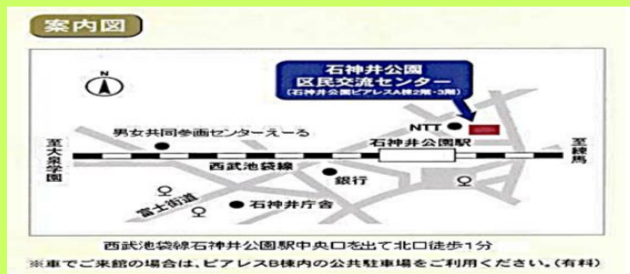 案内図
N
石神井公園
区民交流センター
(石神井公園ピアレスA棟2階・3階)
NTT
男女共同参画センターえーる
石神井公園駅
至大泉学園
至練馬
西武池袋線
銀行
富士街道
石神井庁舎
西武池袋線石神井公園駅中央口を出て北口徒歩1分
※車でご来館の場合は、ピアレスB棟内の公共駐車場をご利用ください。(有料)